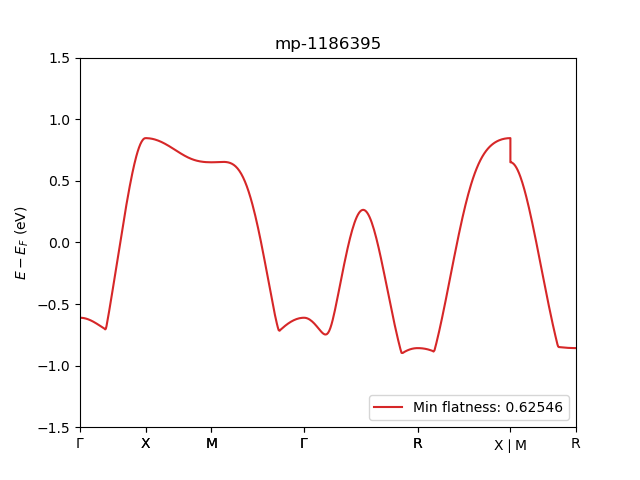 mp-1186395
E − E_F (eV)
1.5
1.0
0.5
0.0
−0.5
−1.0
−1.5
Min flatness: 0.62546
Γ X M Γ R X | M R